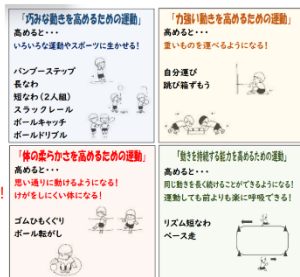 「巧みな動きを高めるための運動」
高めると・・・
いろいろな運動やスポーツに生かせる!
バンブーステップ
長なわ
短なわ(2人組)
スラックレール
ボールキャッチ
ボールドリブル
「力強い動きを高めるための運動」
高めると・・・
重いものを運べるようになる!
自分運び
跳び箱ずもう
「体の柔らかさを高めるための運動」
高めると・・・
思い通りに動けるようになる!
けがをしにくい体になる!
ゴムひもくぐり
ボール転がし
「動きを持続する能力を高めるための運動」
高めると・・・
同じ動きを長く続けることができるようになる!
運動しても前よりも楽に呼吸できる!
リズム短なわ
ペース走
!